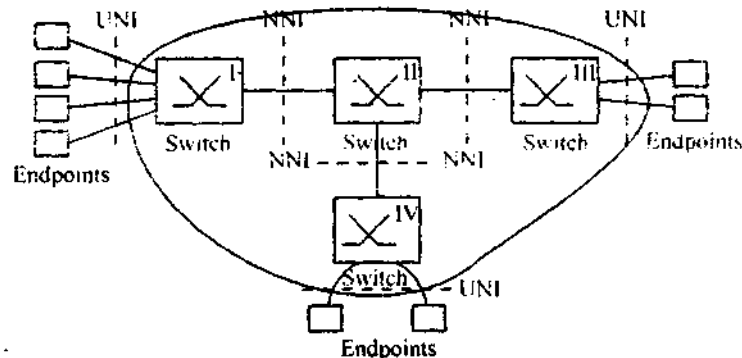 UNI NNI NNI UNI
I II III
Switch Switch Switch
Endpoints NNI NNI Endpoints
IV
Switch
UNI
Endpoints